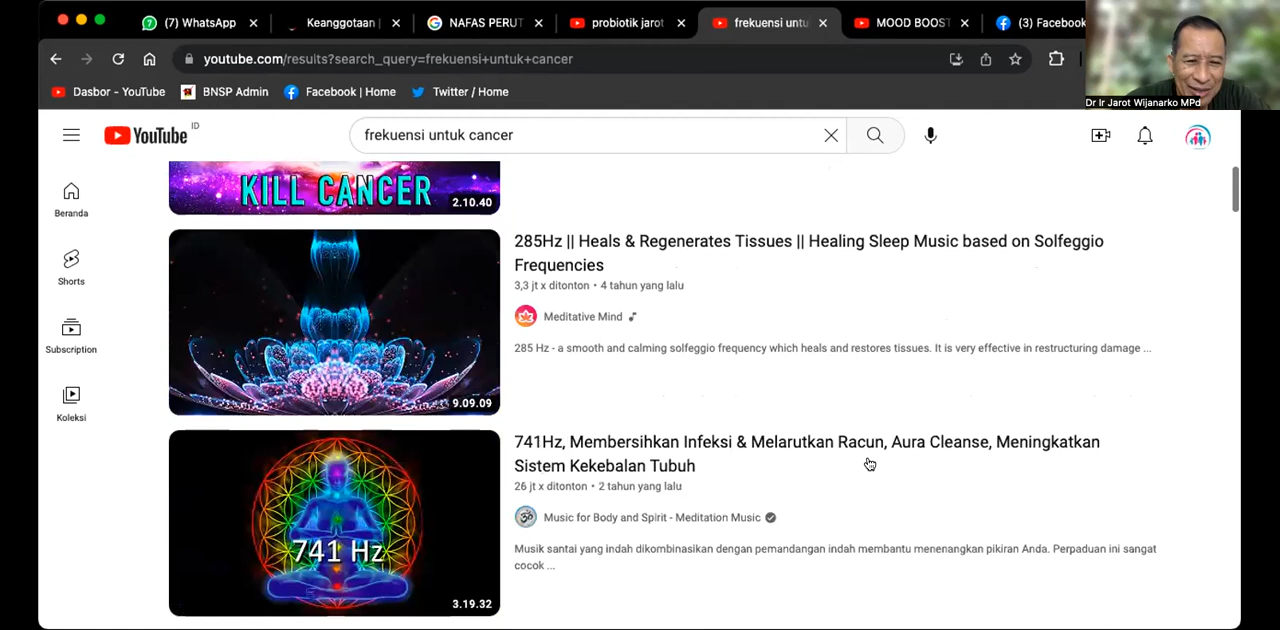 (7) WhatsApp
Keanggotaan
NAFAS PERUT
probiotik jarot
frekuensi untu
MOOD BOOST
(3) Facebook
youtube.com/results?search_query=frekuensi+untuk+cancer
Dasbor - YouTube
BNSP Admin
Facebook | Home
Twitter / Home
Dr Ir Jarot Wijanarko MPd
YouTube ID
frekuensi untuk cancer
Beranda
Shorts
Subscription
Koleksi
KILL CANCER
2.10.40
285Hz || Heals & Regenerates Tissues || Healing Sleep Music based on Solfeggio
Frequencies
3,3 jt x ditonton • 4 tahun yang lalu
Meditative Mind
285 Hz - a smooth and calming solfeggio frequency which heals and restores tissues. It is very effective in restructuring damage ...
9.09.09
741Hz, Membersihkan Infeksi & Melarutkan Racun, Aura Cleanse, Meningkatkan
Sistem Kekebalan Tubuh
26 jt x ditonton • 2 tahun yang lalu
Music for Body and Spirit - Meditation Music
Musik santai yang indah dikombinasikan dengan pemandangan indah membantu menenangkan pikiran Anda. Perpaduan ini sangat
cocok ...
741 Hz
3.19.32